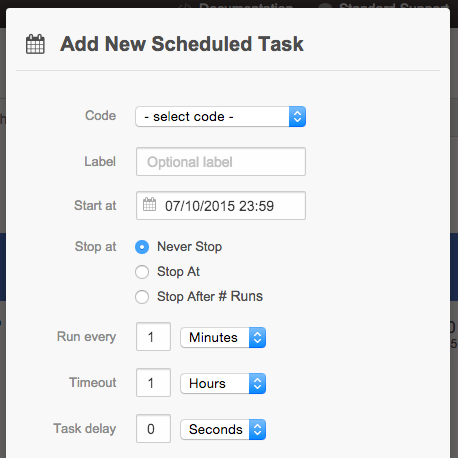 Documentation Standard Support
Add New Scheduled Task
Code - select code -
Label Optional label
Start at 07/10/2015 23:59
Stop at Never Stop
Stop At
Stop After # Runs
Run every 1 Minutes
Timeout 1 Hours
Task delay 0 Seconds